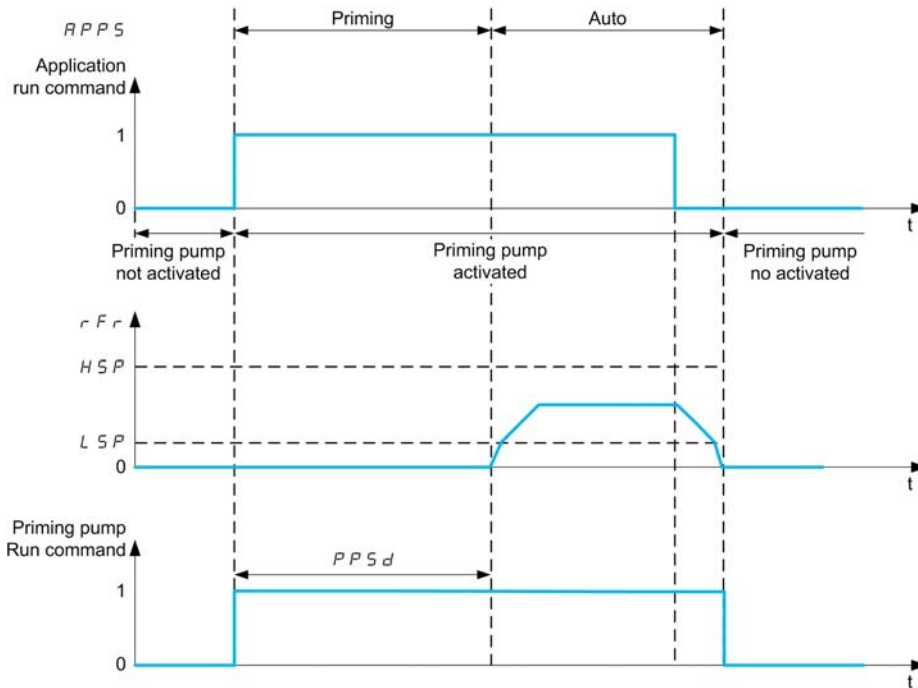 APPS
Priming
Auto
Application
run command
1
0
t
Priming pump
not activated
Priming pump
activated
Priming pump
no activated
rFr
HSP
LSP
0
t
Priming pump
Run command
PPSd
1
0
t